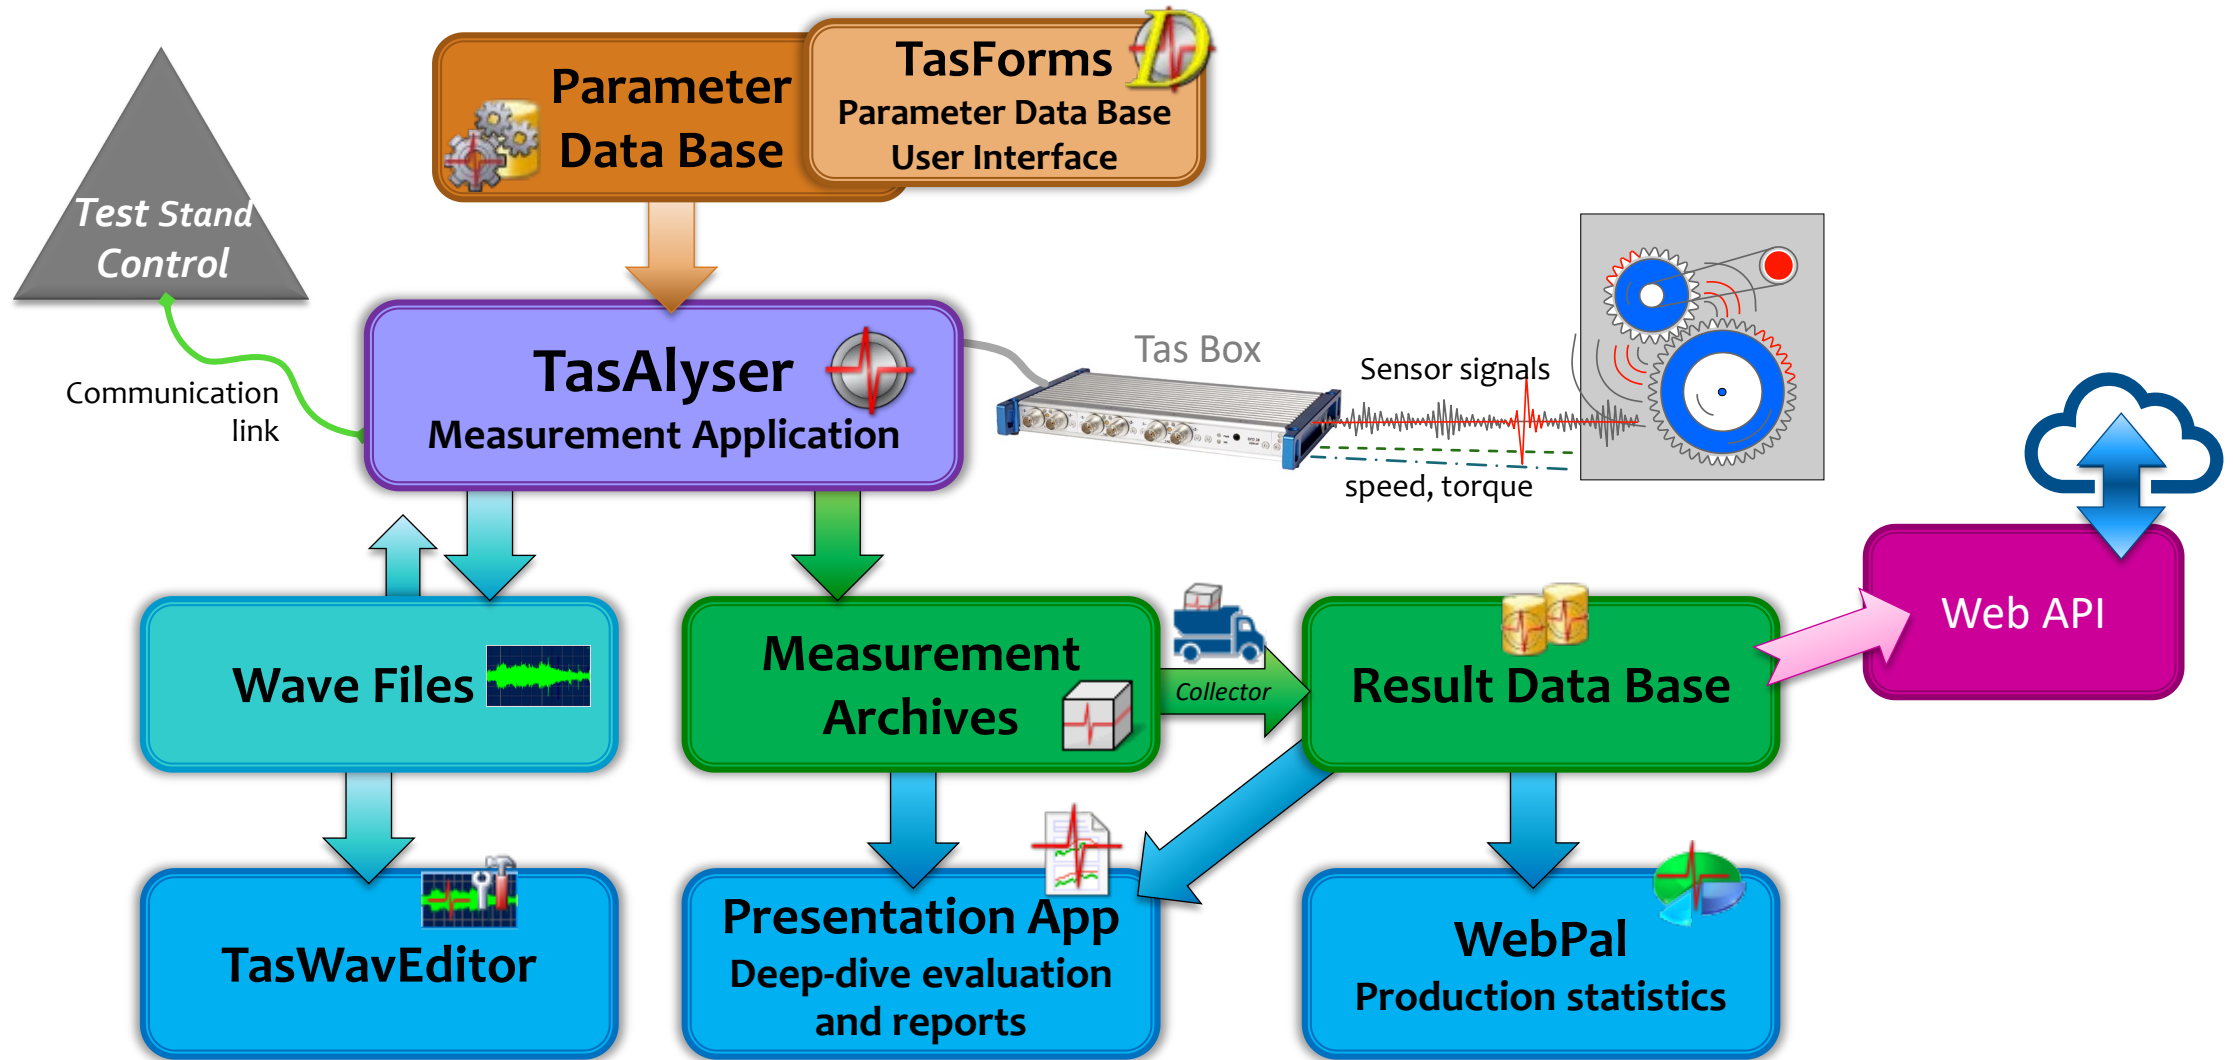 TasForms
Parameter Data Base
User Interface
Parameter
Data Base
Test Stand
Control
Communication
link
TasAlyser
Measurement Application
Tas Box
Sensor signals
speed, torque
Web API
Wave Files
Measurement
Archives
Collector
Result Data Base
TasWavEditor
Presentation App
Deep-dive evaluation
and reports
WebPal
Production statistics